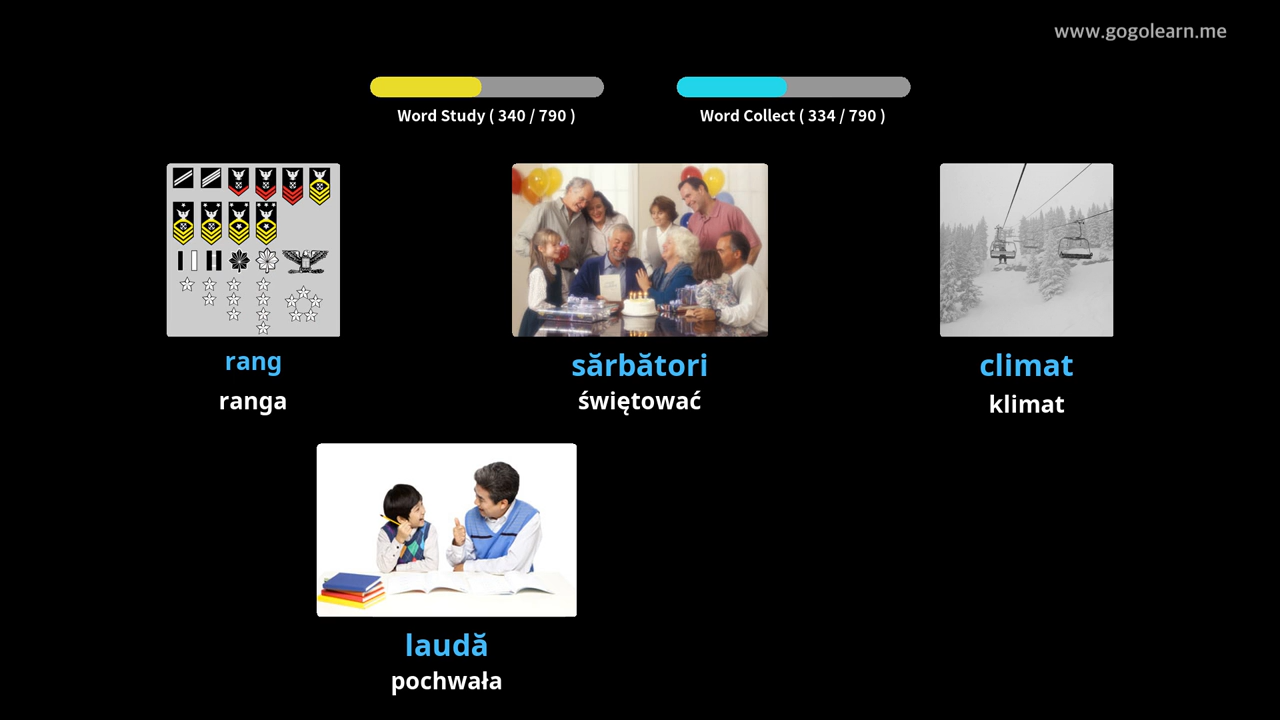 www.gogolearn.me
Word Study ( 340 / 790 )
Word Collect ( 334 / 790 )
rang
ranga
sărbători
świętować
climat
klimat
laudă
pochwała